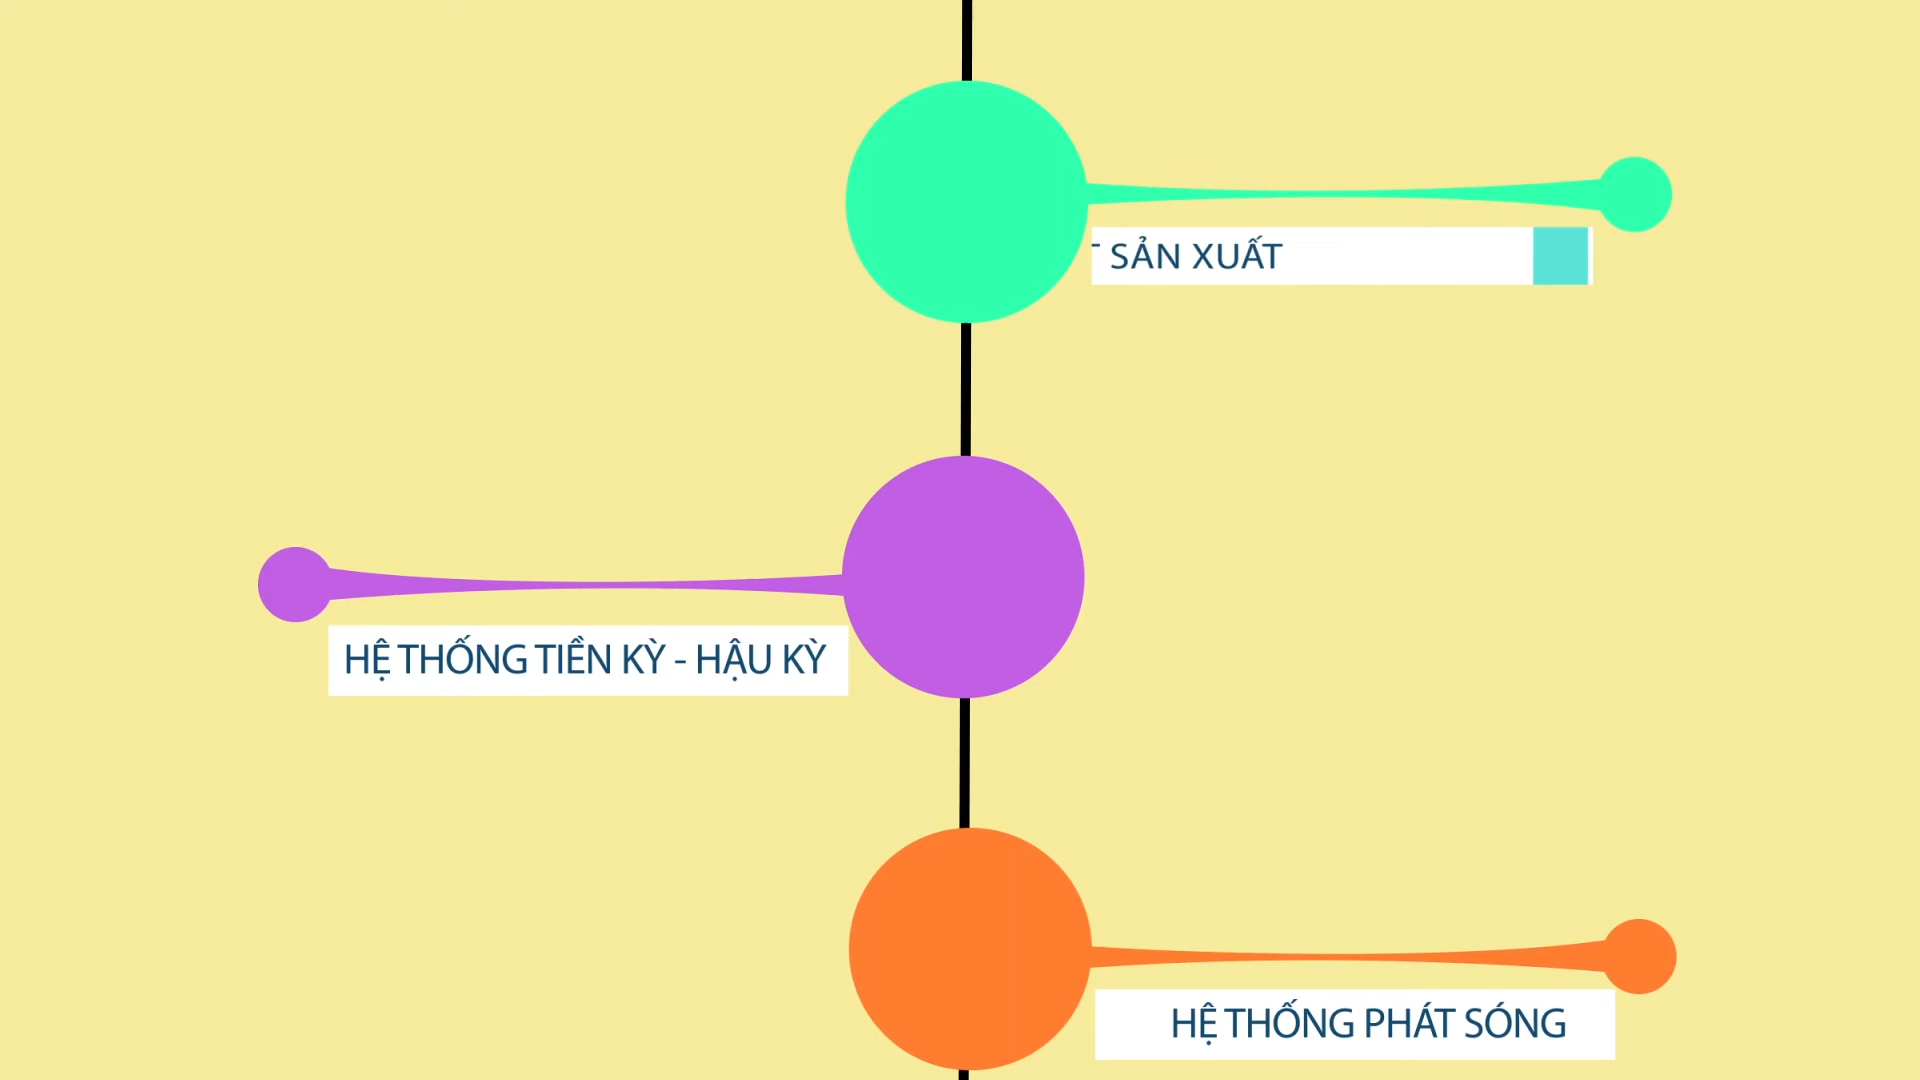 SẢN XUẤT
HỆ THỐNG TIỀN KỲ - HẬU KỲ
HỆ THỐNG PHÁT SÓNG